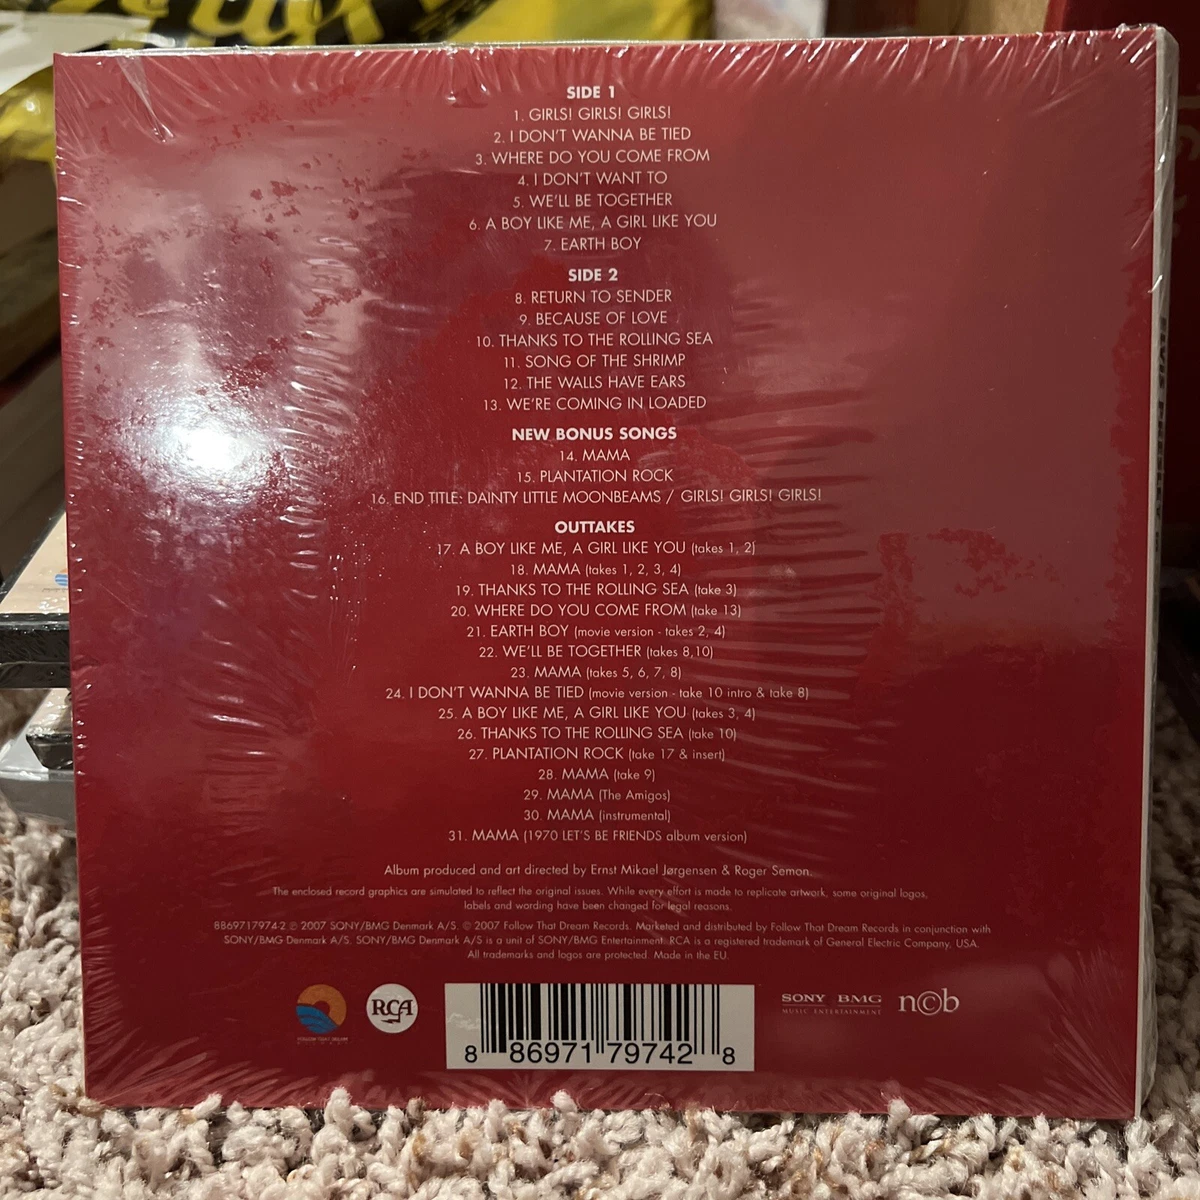 SIDE 1
1. GIRLS! GIRLS! GIRLS!
2. I DON'T WANNA BE TIED
3. WHERE DO YOU COME FROM
4. I DON'T WANT TO
5. WE'LL BE TOGETHER
6. A BOY LIKE ME, A GIRL LIKE YOU
7. EARTH BOY
SIDE 2
8. RETURN TO SENDER
9. BECAUSE OF LOVE
10. THANKS TO THE ROLLING SEA
11. SONG OF THE SHRIMP
12. THE WALLS HAVE EARS
13. WE'RE COMING IN LOADED
NEW BONUS SONGS
14. MAMA
15. PLANTATION ROCK
16. END TITLE: DAINTY LITTLE MOONBEAMS / GIRLS! GIRLS! GIRLS!
OUTTAKES
17. A BOY LIKE ME, A GIRL LIKE YOU (takes 1, 2)
18. MAMA (takes 1, 2, 3, 4)
19. THANKS TO THE ROLLING SEA (take 3)
20. WHERE DO YOU COME FROM (take 13)
21. EARTH BOY (movie version - takes 2, 4)
22. WE'LL BE TOGETHER (takes 8,10)
23. MAMA (takes 5, 6, 7, 8)
24. I DON'T WANNA BE TIED (movie version - take 10 intro & take 8)
25. A BOY LIKE ME, A GIRL LIKE YOU (takes 3, 4)
26. THANKS TO THE ROLLING SEA (take 10)
27. PLANTATION ROCK (take 17 & insert)
28. MAMA (take 9)
29. MAMA (The Amigos)
30. MAMA (instrumental)
31. MAMA (1970 LET'S BE FRIENDS album version)
Album produced and art directed by Ernst Mikael Jørgensen & Roger Semon.
The enclosed record graphics are simulated to reflect the original issues. While every effort is made to replicate artwork, some original logos,
labels and wording have been changed for legal reasons.
88697179742 ℗ 2007 SONY/BMG Denmark A/S. © 2007 Follow That Dream Records. Marketed and distributed by Follow That Dream Records in conjunction with
SONY/BMG Denmark A/S. SONY/BMG Denmark A/S is a unit of SONY/BMG Entertainment. RCA is a registered trademark of General Electric Company, USA.
All trademarks and logos are protected. Made in the EU.
FOLLOW THAT DREAM
RCA
8 86971 79742 8
SONY BMG
MUSIC ENTERTAINMENT
n©b